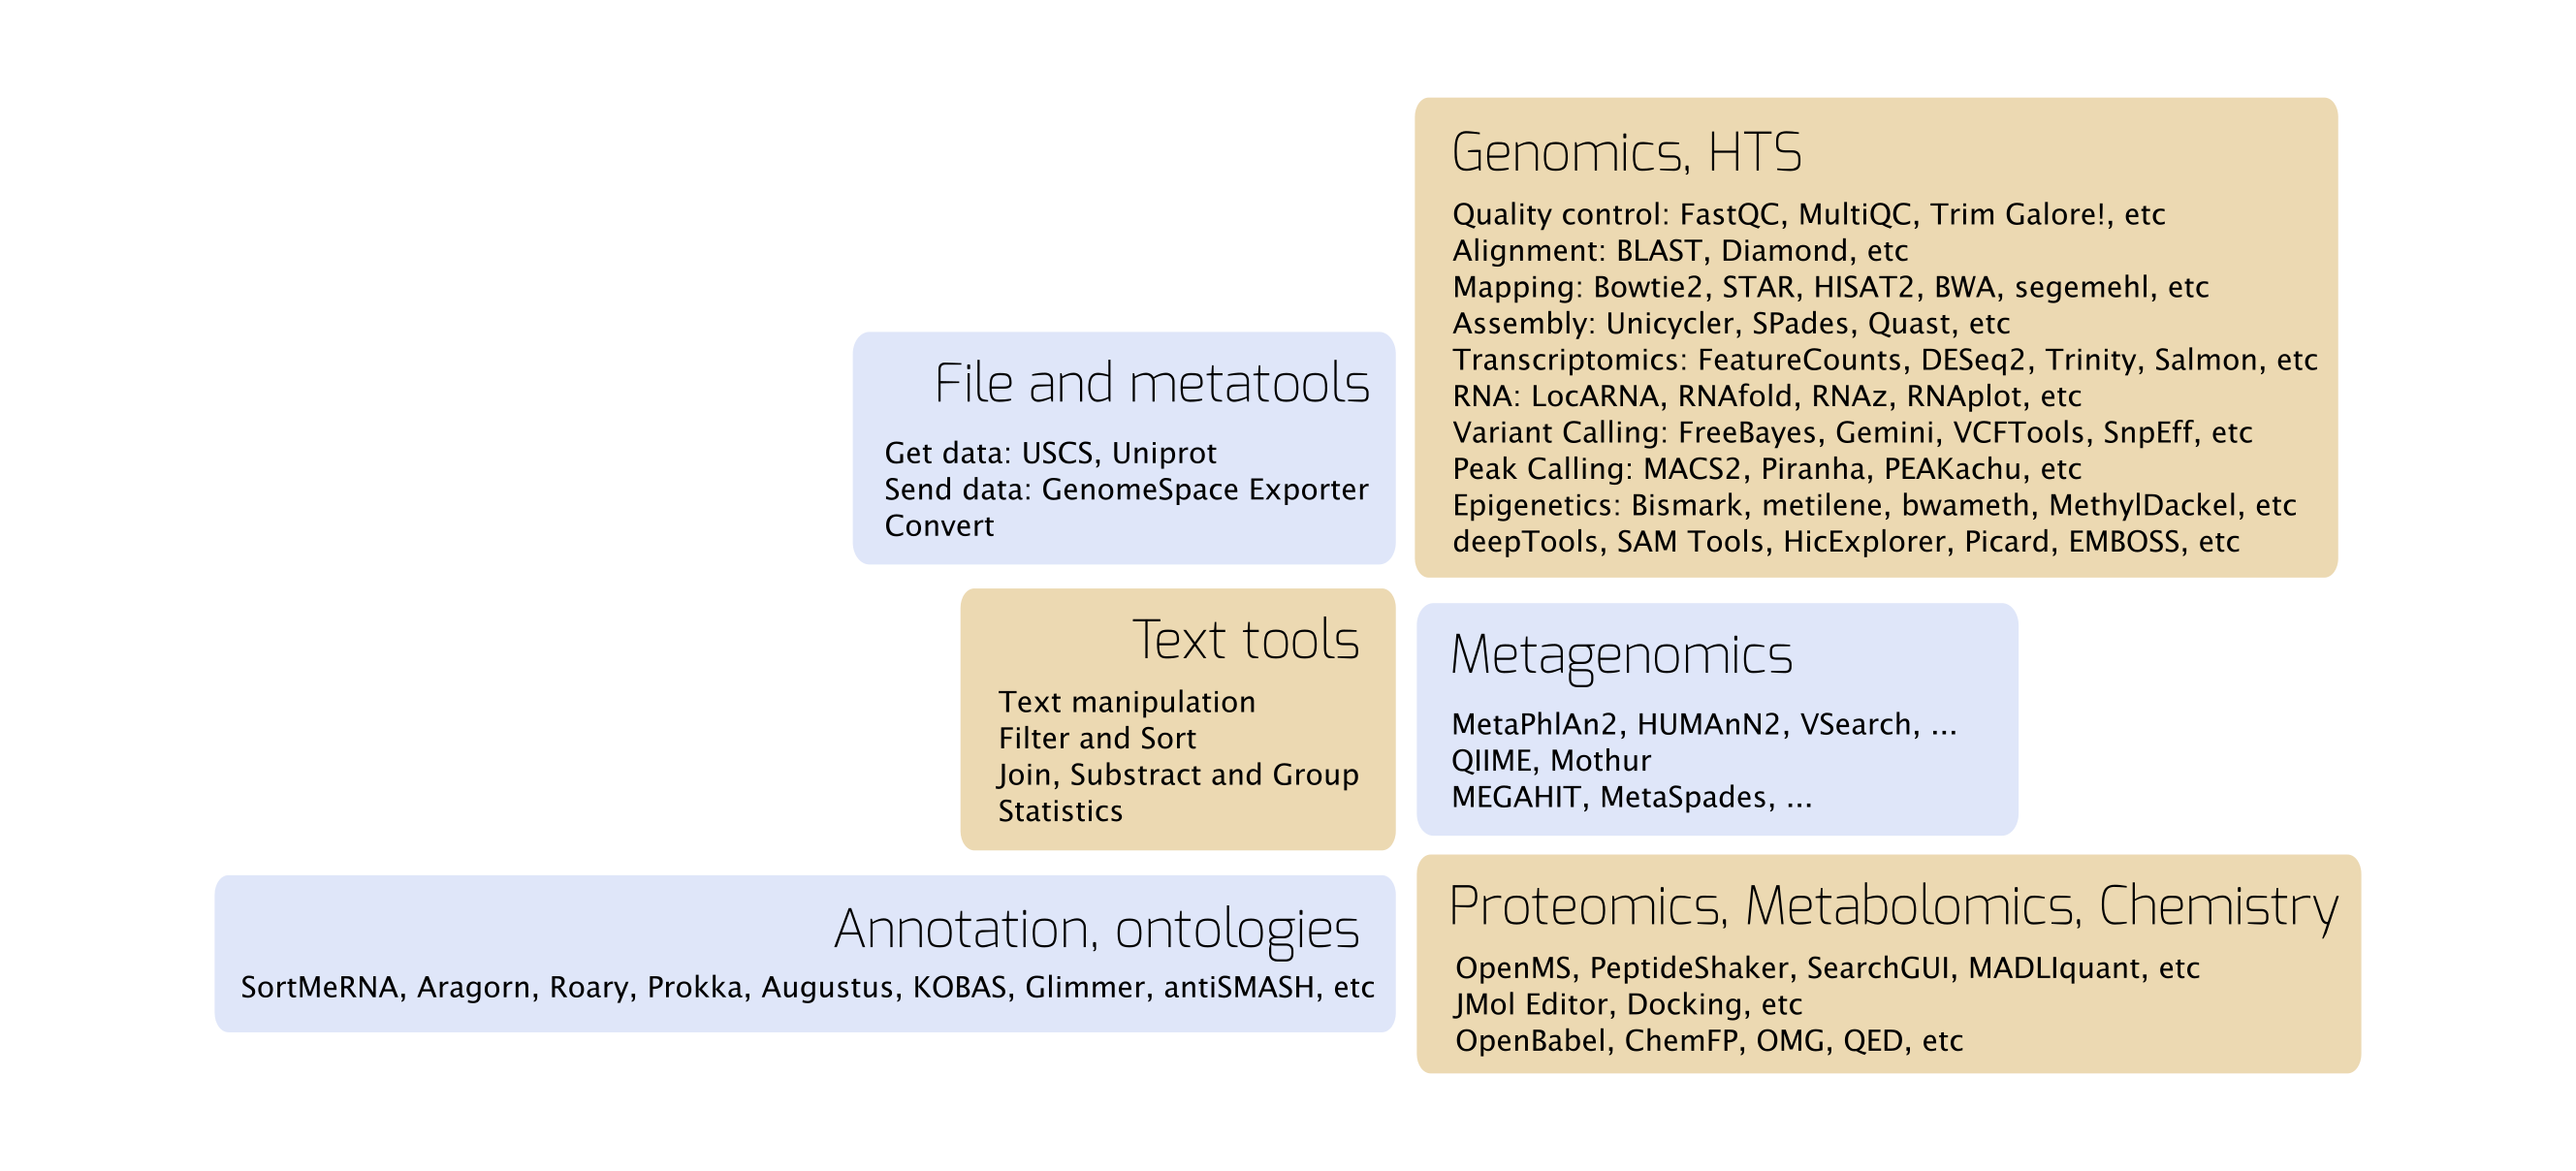 File and metatools
Get data: USCS, Uniprot
Send data: GenomeSpace Exporter
Convert
Text tools
Text manipulation
Filter and Sort
Join, Substract and Group
Statistics
Annotation, ontologies
SortMeRNA, Aragorn, Roary, Prokka, Augustus, KOBAS, Glimmer, antiSMASH, etc
Genomics, HTS
Quality control: FastQC, MultiQC, Trim Galore!, etc
Alignment: BLAST, Diamond, etc
Mapping: Bowtie2, STAR, HISAT2, BWA, segemehl, etc
Assembly: Unicycler, SPades, Quast, etc
Transcriptomics: FeatureCounts, DESeq2, Trinity, Salmon, etc
RNA: LocARNA, RNAfold, RNAz, RNAplot, etc
Variant Calling: FreeBayes, Gemini, VCFTools, SnpEff, etc
Peak Calling: MACS2, Piranha, PEAKachu, etc
Epigenetics: Bismark, metilene, bwameth, MethylDackel, etc
deepTools, SAM Tools, HicExplorer, Picard, EMBOSS, etc
Metagenomics
MetaPhlAn2, HUMAnN2, VSearch, ...
QIIME, Mothur
MEGAHIT, MetaSpades, ...
Proteomics, Metabolomics, Chemistry
OpenMS, PeptideShaker, SearchGUI, MADLIquant, etc
JMol Editor, Docking, etc
OpenBabel, ChemFP, OMG, QED, etc